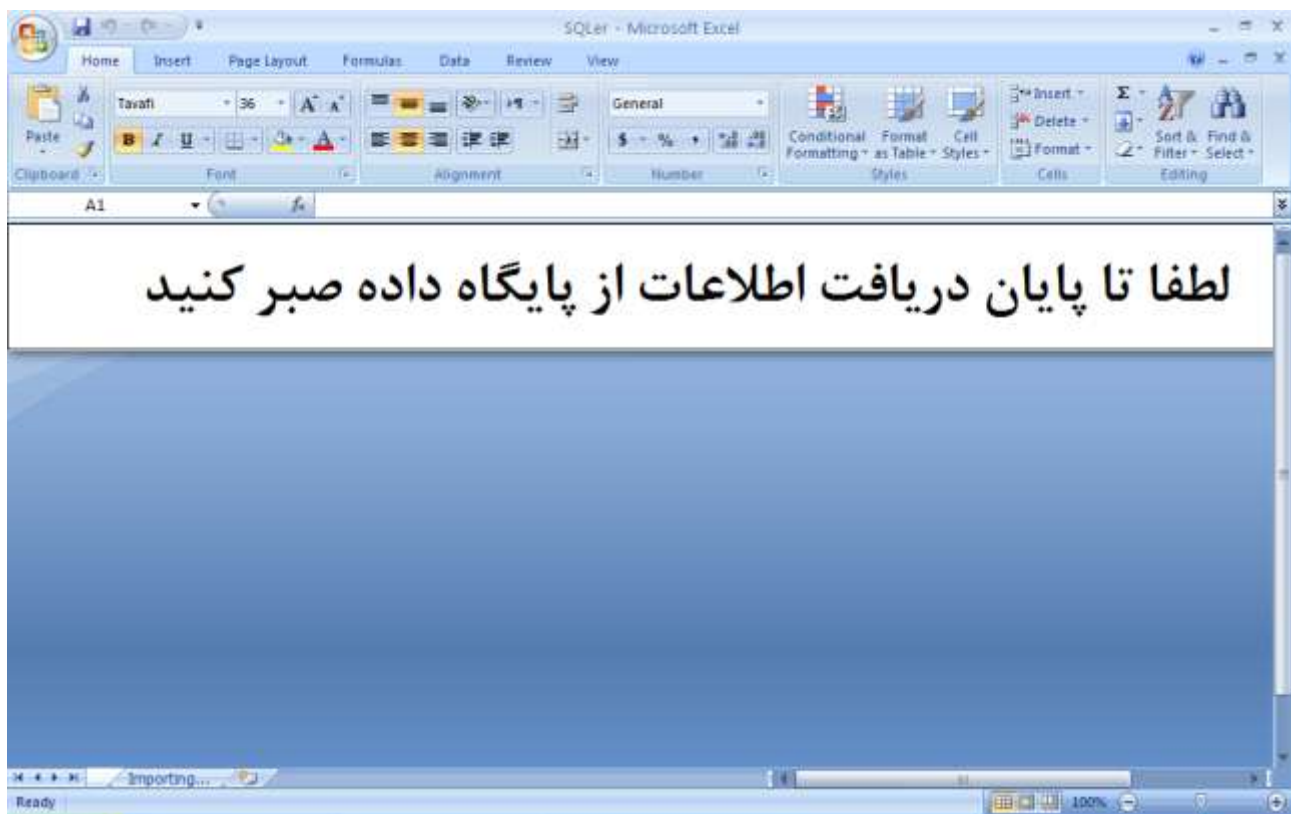 SQLer - Microsoft Excel
Home Insert Page Layout Formulas Data Review View
Paste
Tavafi 36
General
Conditional Formatting
Format as Table
Cell Styles
Insert
Delete
Format
Sort & Filter
Find & Select
Clipboard Font Alignment Number Styles Cells Editing
A1 fx
لطفا تا پایان دریافت اطلاعات از پایگاه داده صبر کنید
Importing...
Ready 100%